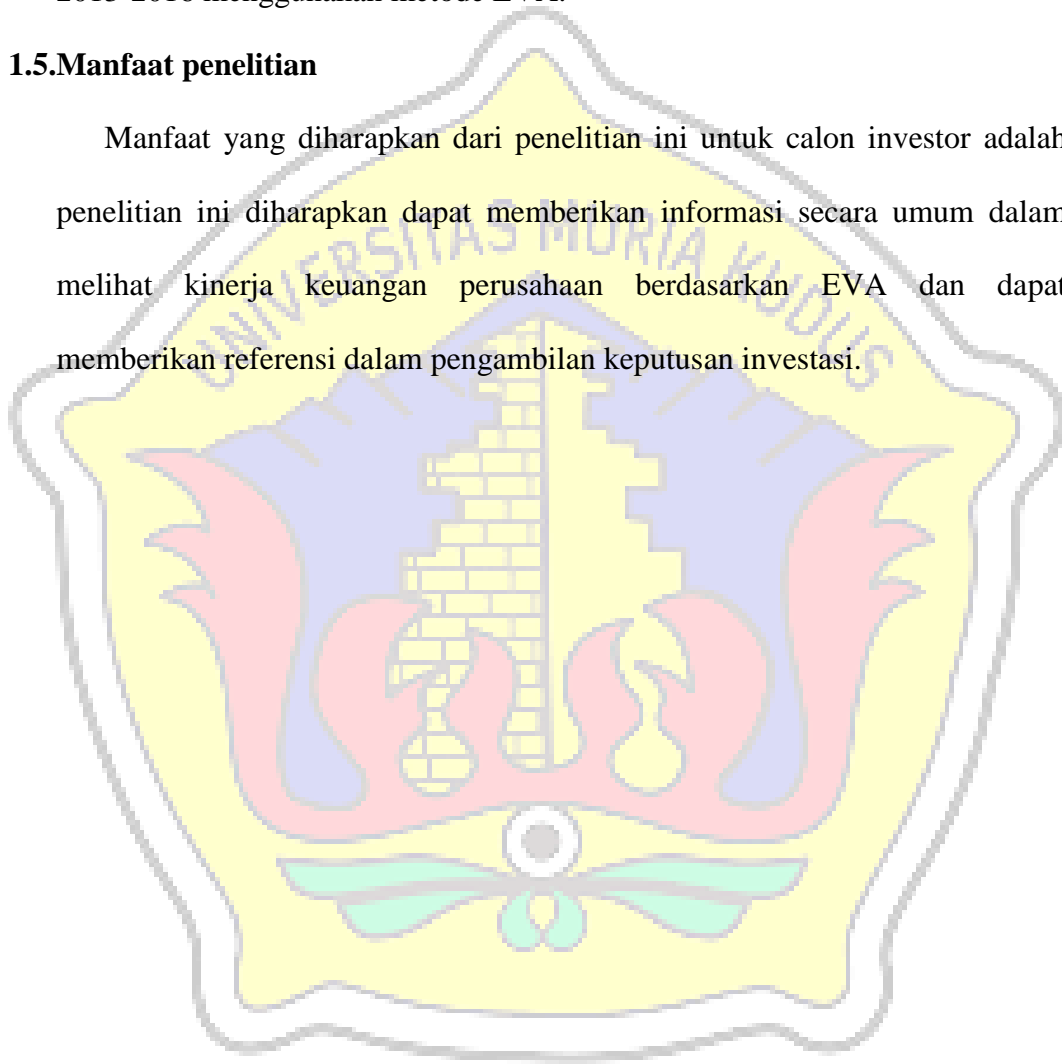 menggunakan metode EVA.
1.5.Manfaat penelitian
Manfaat yang diharapkan dari penelitian ini untuk calon investor adalah
penelitian ini diharapkan dapat memberikan informasi secara umum dalam
melihat kinerja keuangan perusahaan berdasarkan EVA dan dapat
memberikan referensi dalam pengambilan keputusan investasi.
UNIVERSITAS MURIA KUDUS